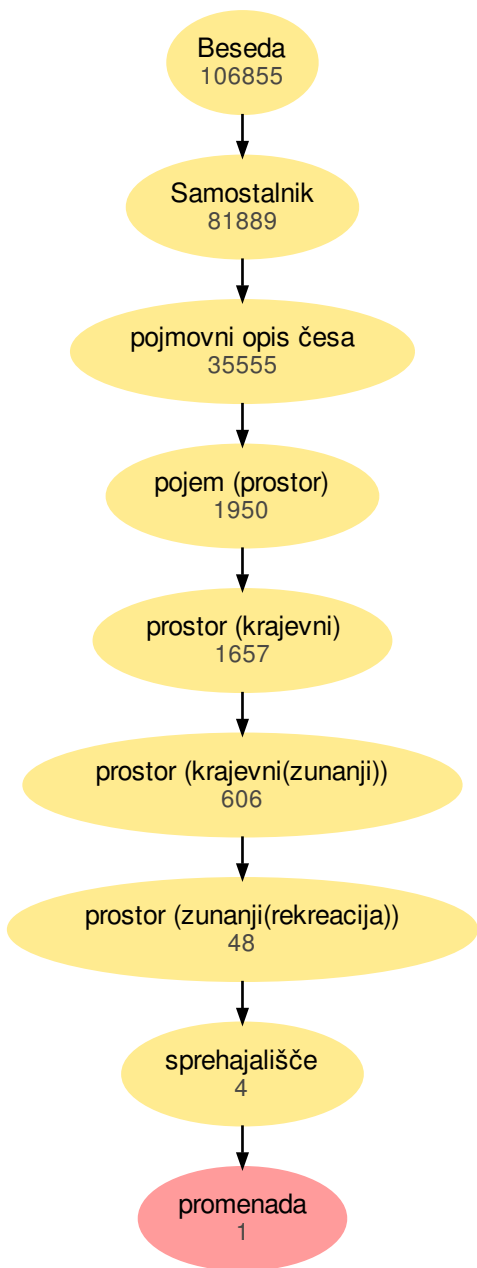 Beseda
106855
Samostalnik
81889
pojmovni opis česa
35555
pojem (prostor)
1950
prostor (krajevni)
1657
prostor (krajevni(zunanji))
606
prostor (zunanji(rekreacija))
48
sprehajališče
4
promenada
1